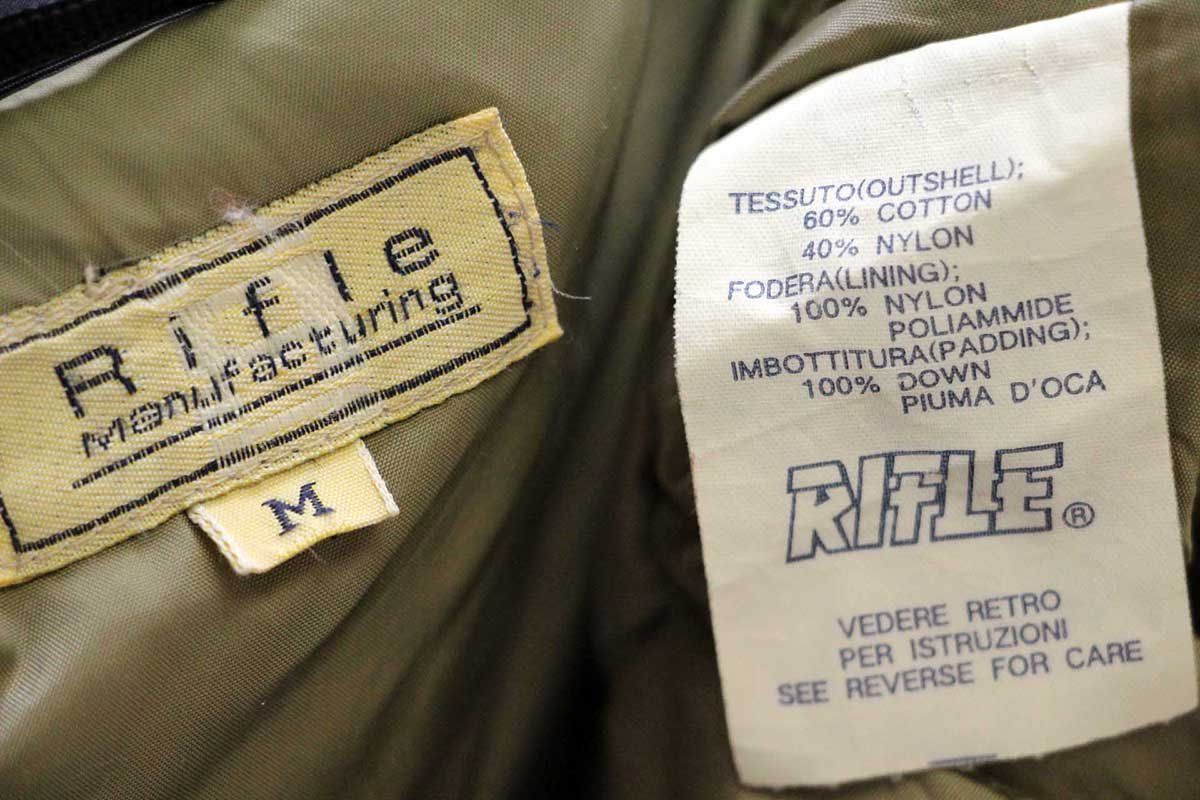 Rifle
Manufacturing
M
TESSUTO(OUTSHELL);
60% COTTON
40% NYLON
FODERA(LINING);
100% NYLON
POLIAMMIDE
IMBOTTITURA(PADDING);
100% DOWN
PIUMA D'OCA
RIFLE®
VEDERE RETRO
PER ISTRUZIONI
SEE REVERSE FOR CARE